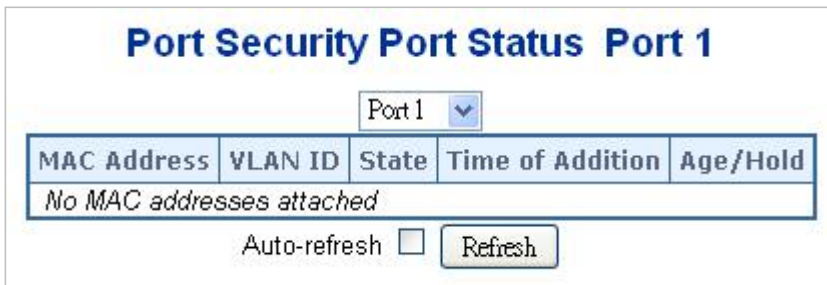 Port Security Port Status Port 1
Port 1
MAC Address VLAN ID State Time of Addition Age/Hold
No MAC addresses attached
Auto-refresh Refresh